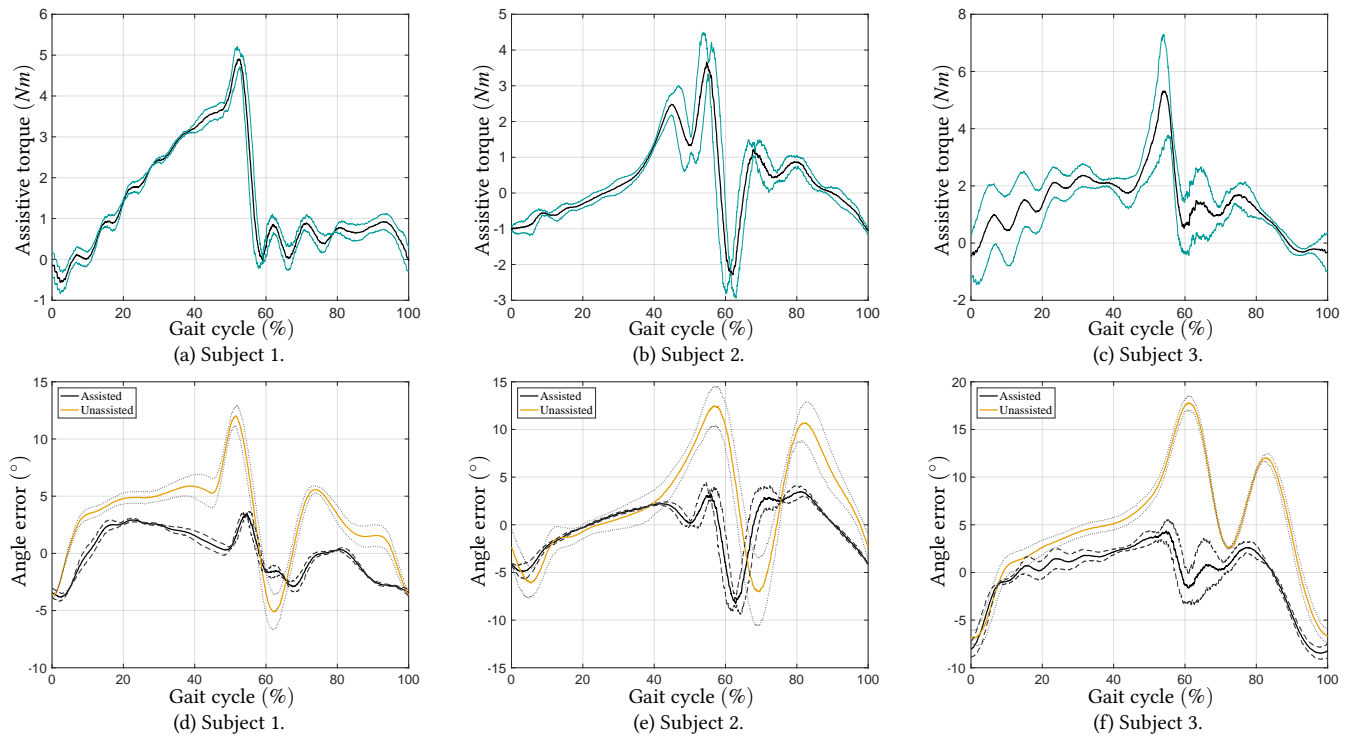 6
5
4
3
2
1
0
-1
0 20 40 60 80 100
Assistive torque (Nm)
Gait cycle (%)
(a) Subject 1.
5
4
3
2
1
0
-1
-2
-3
0 20 40 60 80 100
Assistive torque (Nm)
Gait cycle (%)
(b) Subject 2.
8
6
4
2
0
-2
0 20 40 60 80 100
Assistive torque (Nm)
Gait cycle (%)
(c) Subject 3.
15
10
5
0
-5
-10
0 20 40 60 80 100
Assisted
Unassisted
Angle error (°)
Gait cycle (%)
(d) Subject 1.
15
10
5
0
-5
-10
-15
0 20 40 60 80 100
Assisted
Unassisted
Angle error (°)
Gait cycle (%)
(e) Subject 2.
20
15
10
5
0
-5
-10
0 20 40 60 80 100
Assisted
Unassisted
Angle error (°)
Gait cycle (%)
(f) Subject 3.